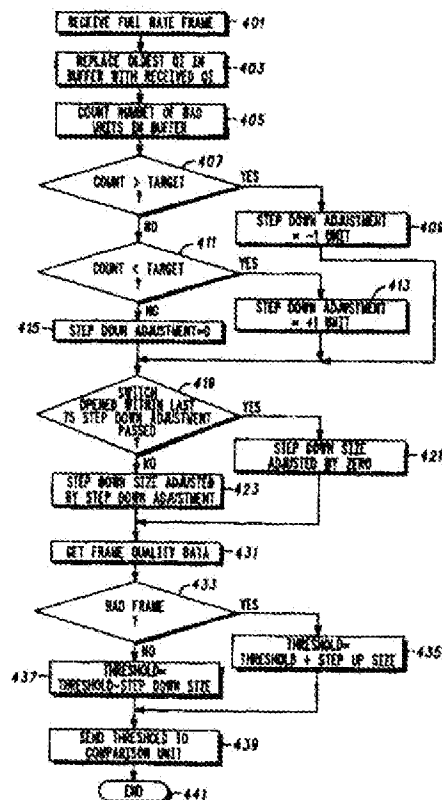 RECEIVE FULL RATE FRAME
401
REPLACE OLDEST QI IN
BUFFER WITH RECEIVED QI
403
COUNT NUMBER OF BAD
UNITS IN BUFFER
405
407
COUNT > TARGET
?
YES
NO
STEP DOWN ADJUSTMENT
= -1 UNIT
409
411
COUNT < TARGET
?
YES
NO
STEP DOWN ADJUSTMENT
= +1 UNIT
413
415
STEP DOWN ADJUSTMENT=0
419
SWITCH
OPENED WITHIN LAST
75 STEP DOWN ADJUSTMENT
PASSED
?
YES
NO
STEP DOWN SIZE
ADJUSTED BY ZERO
421
STEP DOWN SIZE ADJUSTED
BY STEP DOWN ADJUSTMENT
423
GET FRAME QUALITY DATA
431
433
BAD FRAME
?
YES
NO
THRESHOLD=
THRESHOLD + STEP UP SIZE
435
437
THRESHOLD=
THRESHOLD-STEP DOWN SIZE
SEND THRESHOLD TO
COMPARISON UNIT
439
END
441